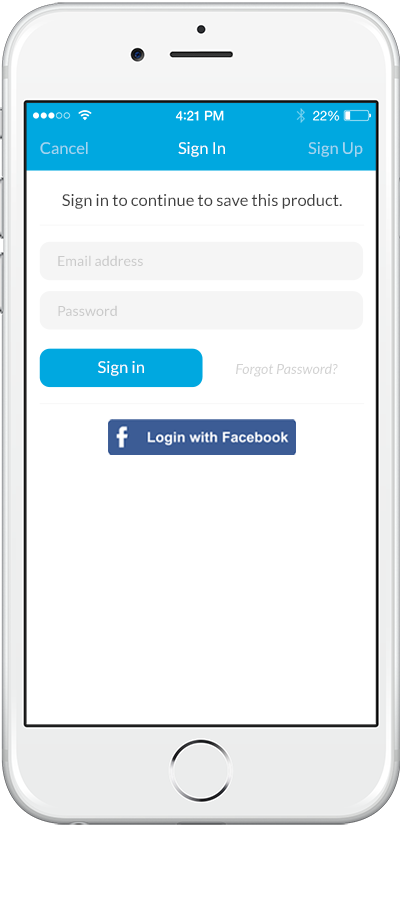 4:21 PM 22%
Cancel Sign In Sign Up
Sign in to continue to save this product.
Email address
Password
Sign in Forgot Password?
f Login with Facebook